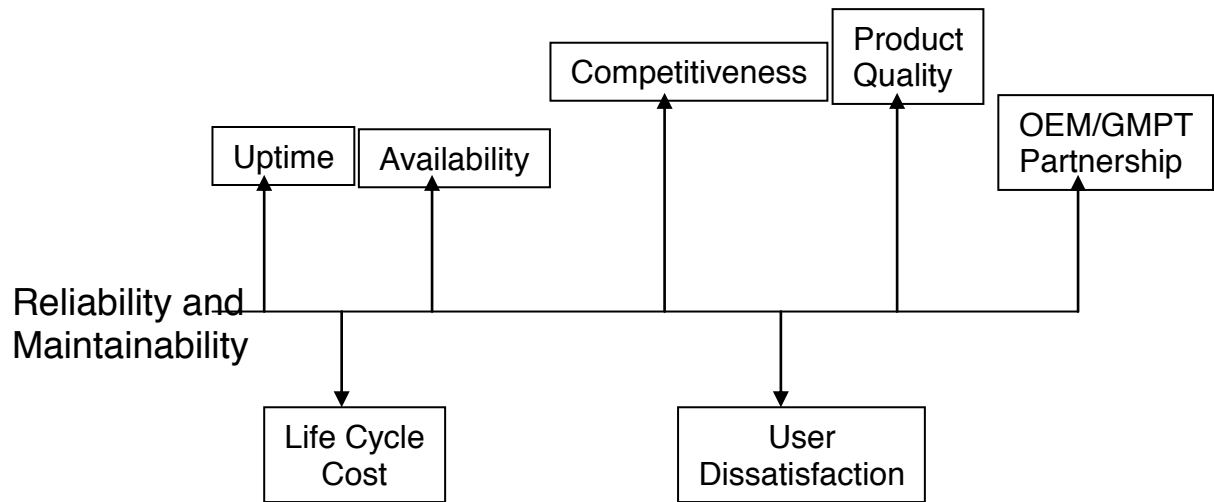 Product
Quality
Competitiveness
OEM/GMPT
Partnership
Uptime
Availability
Reliability and
Maintainability
Life Cycle
Cost
User
Dissatisfaction